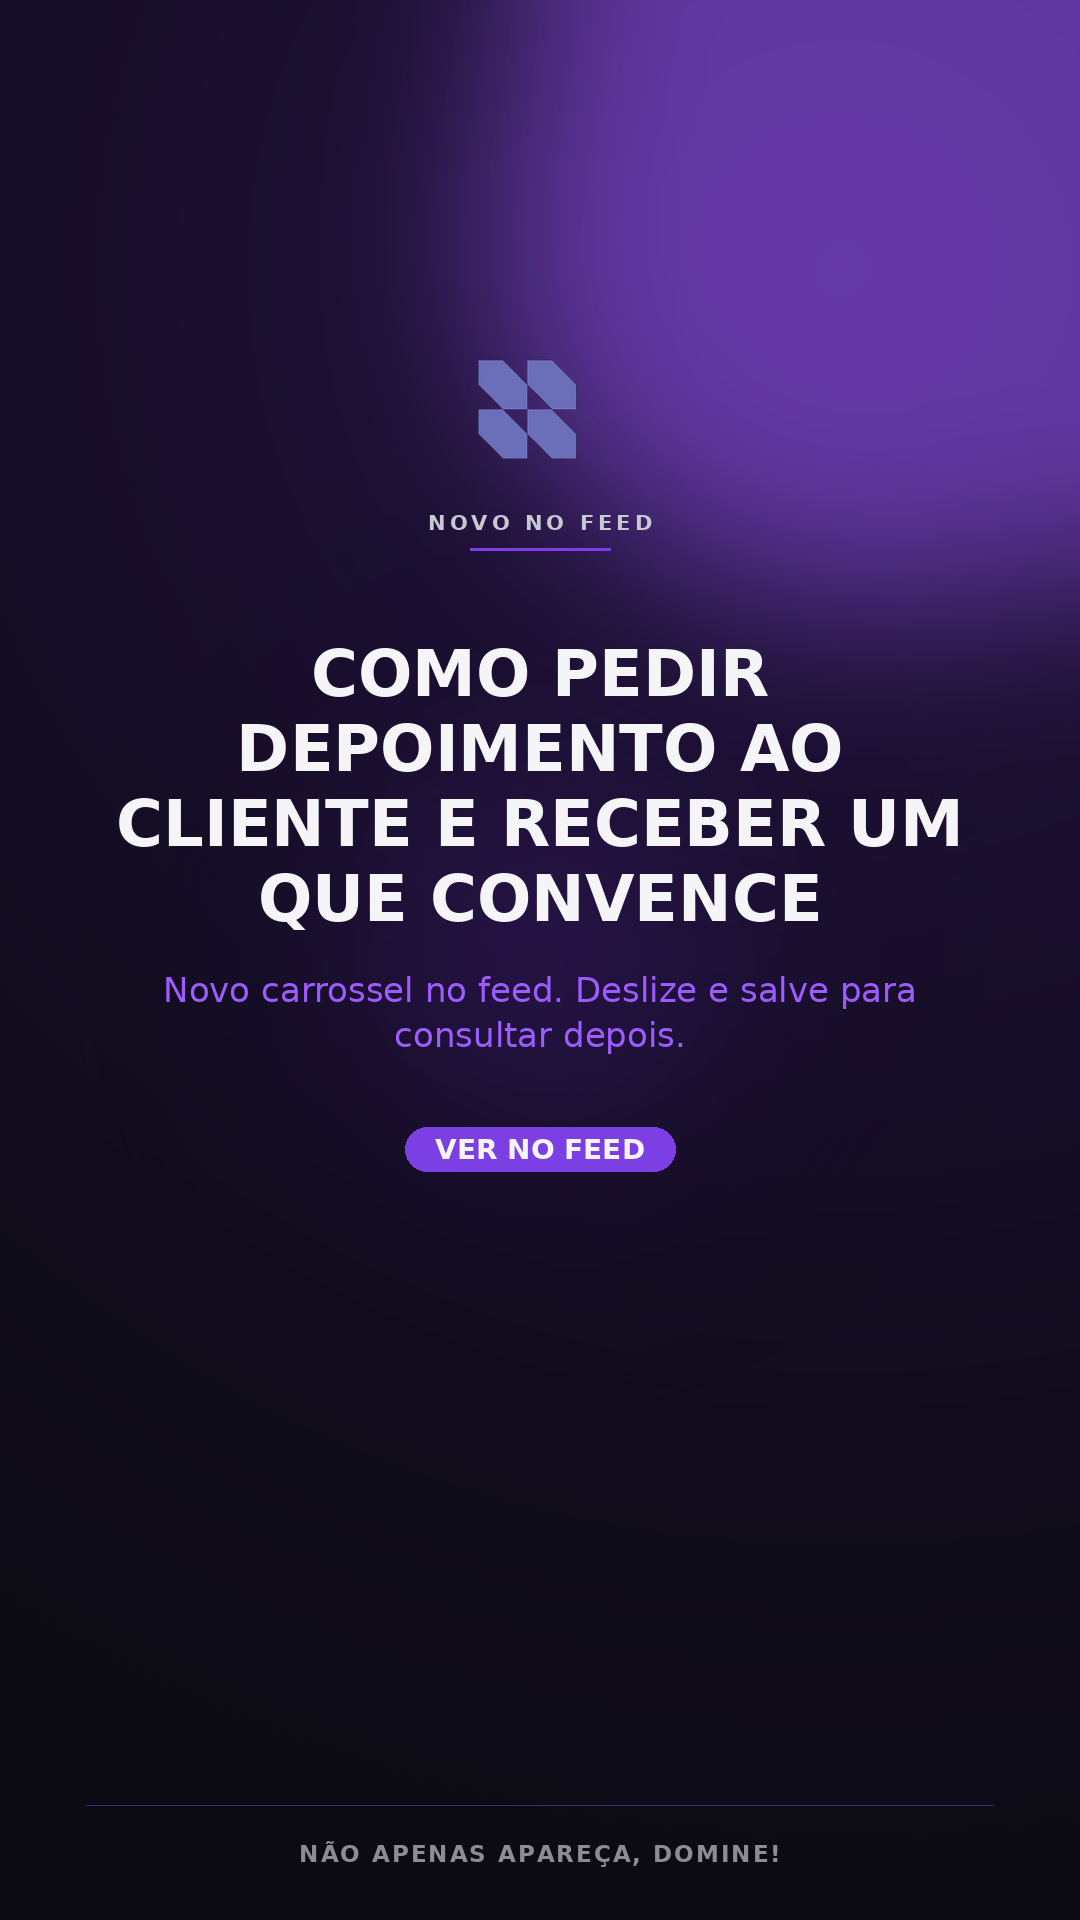 NOVO NO FEED
COMO PEDIR
DEPOIMENTO AO
CLIENTE E RECEBER UM
QUE CONVENCE
Novo carrossel no feed. Deslize e salve para
consultar depois.
VER NO FEED
NÃO APENAS APAREÇA, DOMINE!